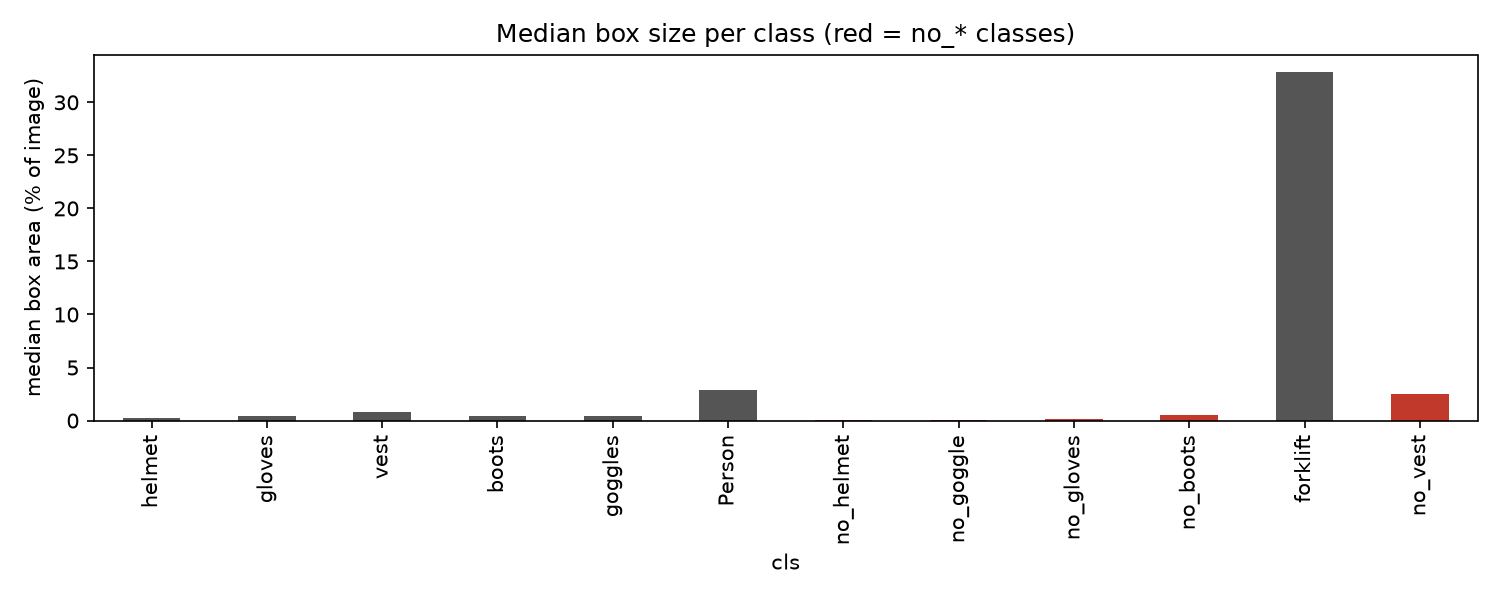 Median box size per class (red = no_* classes)
median box area (% of image)
30
25
20
15
10
5
0
helmet
gloves
vest
boots
goggles
Person
no_helmet
no_goggle
no_gloves
no_boots
forklift
no_vest
cls